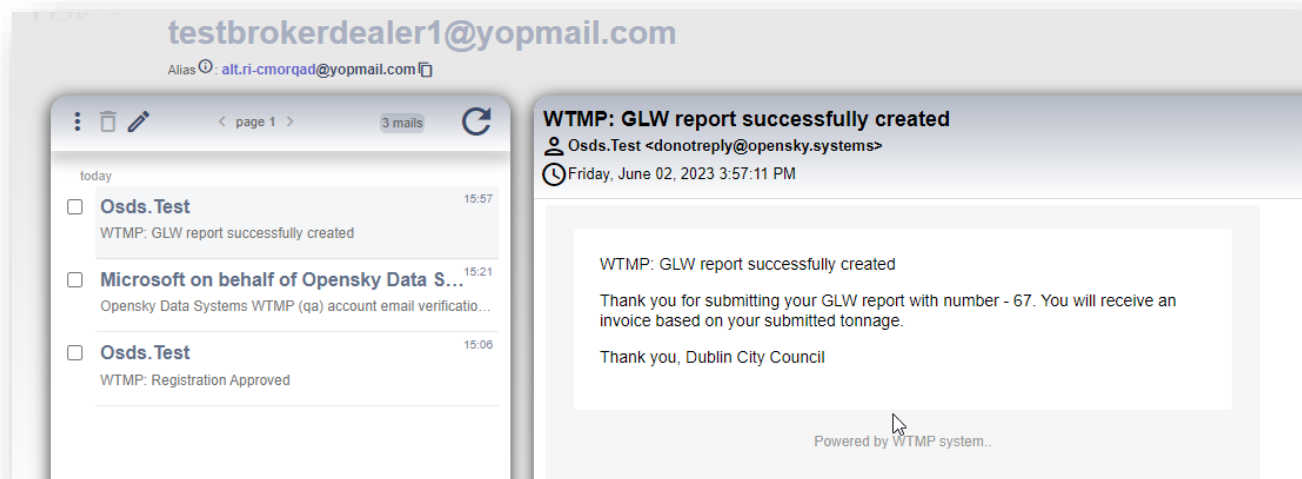 testbrokerdealer1@yopmail.com
Alias : alt.ri-cmorqad@yopmail.com
< page 1 >
3 mails
today
Osds.Test
15:57
WTMP: GLW report successfully created
Microsoft on behalf of Opensky Data S...
15:21
Opensky Data Systems WTMP (qa) account email verificatio...
Osds.Test
15:06
WTMP: Registration Approved
WTMP: GLW report successfully created
Osds.Test <donotreply@opensky.systems>
Friday, June 02, 2023 3:57:11 PM
WTMP: GLW report successfully created
Thank you for submitting your GLW report with number - 67. You will receive an
invoice based on your submitted tonnage.
Thank you, Dublin City Council
Powered by WTMP system..